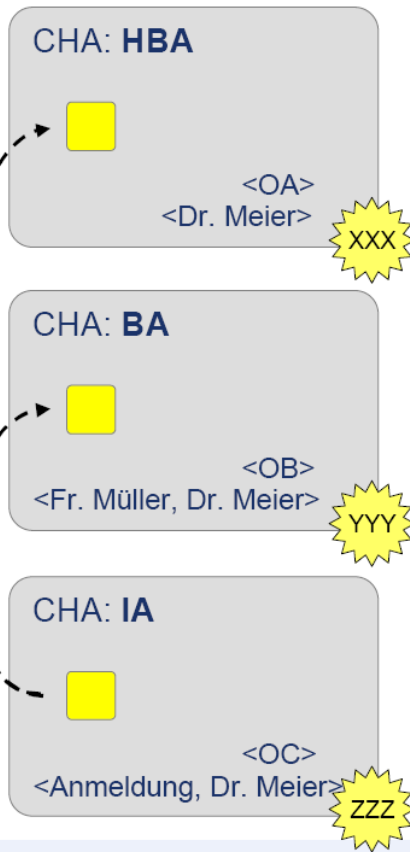 CHA: HBA
<OA>
<Dr. Meier>
XXX
CHA: BA
<OB>
<Fr. Müller, Dr. Meier>
YYY
CHA: IA
<OC>
<Anmeldung, Dr. Meier>
ZZZ